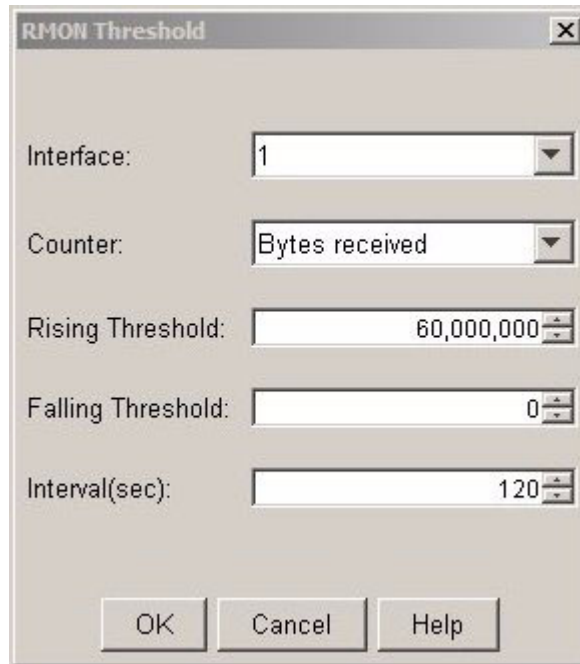 RMON Threshold
Interface: 1
Counter: Bytes received
Rising Threshold: 60,000,000
Falling Threshold: 0
Interval(sec): 120
OK Cancel Help